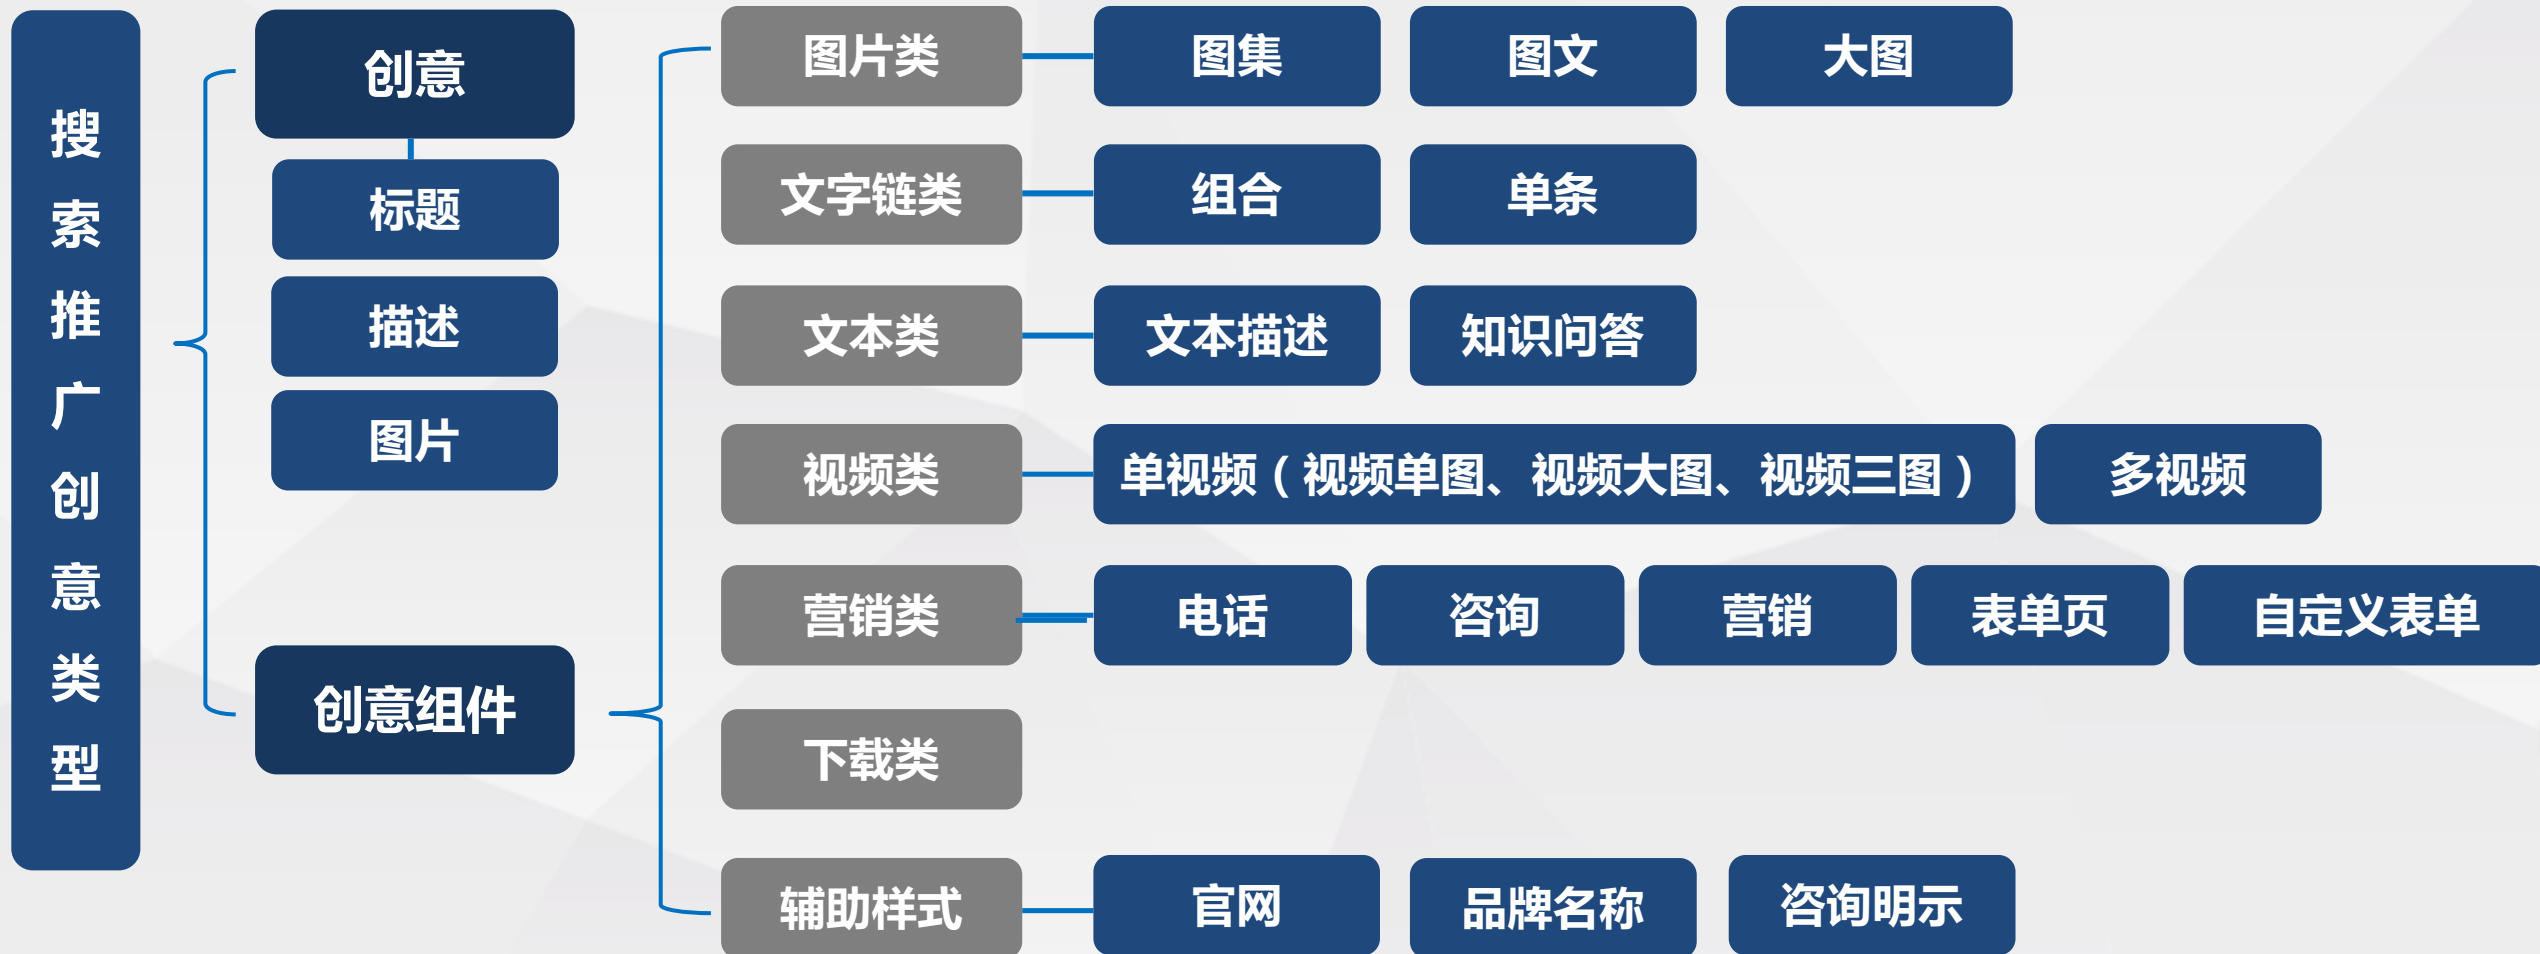 搜索推广创意类型
创意
标题
描述
图片
创意组件
图片类
图集
图文
大图
文字链类
组合
单条
文本类
文本描述
知识问答
视频类
单视频（视频单图、视频大图、视频三图）
多视频
营销类
电话
咨询
营销
表单页
自定义表单
下载类
辅助样式
官网
品牌名称
咨询明示